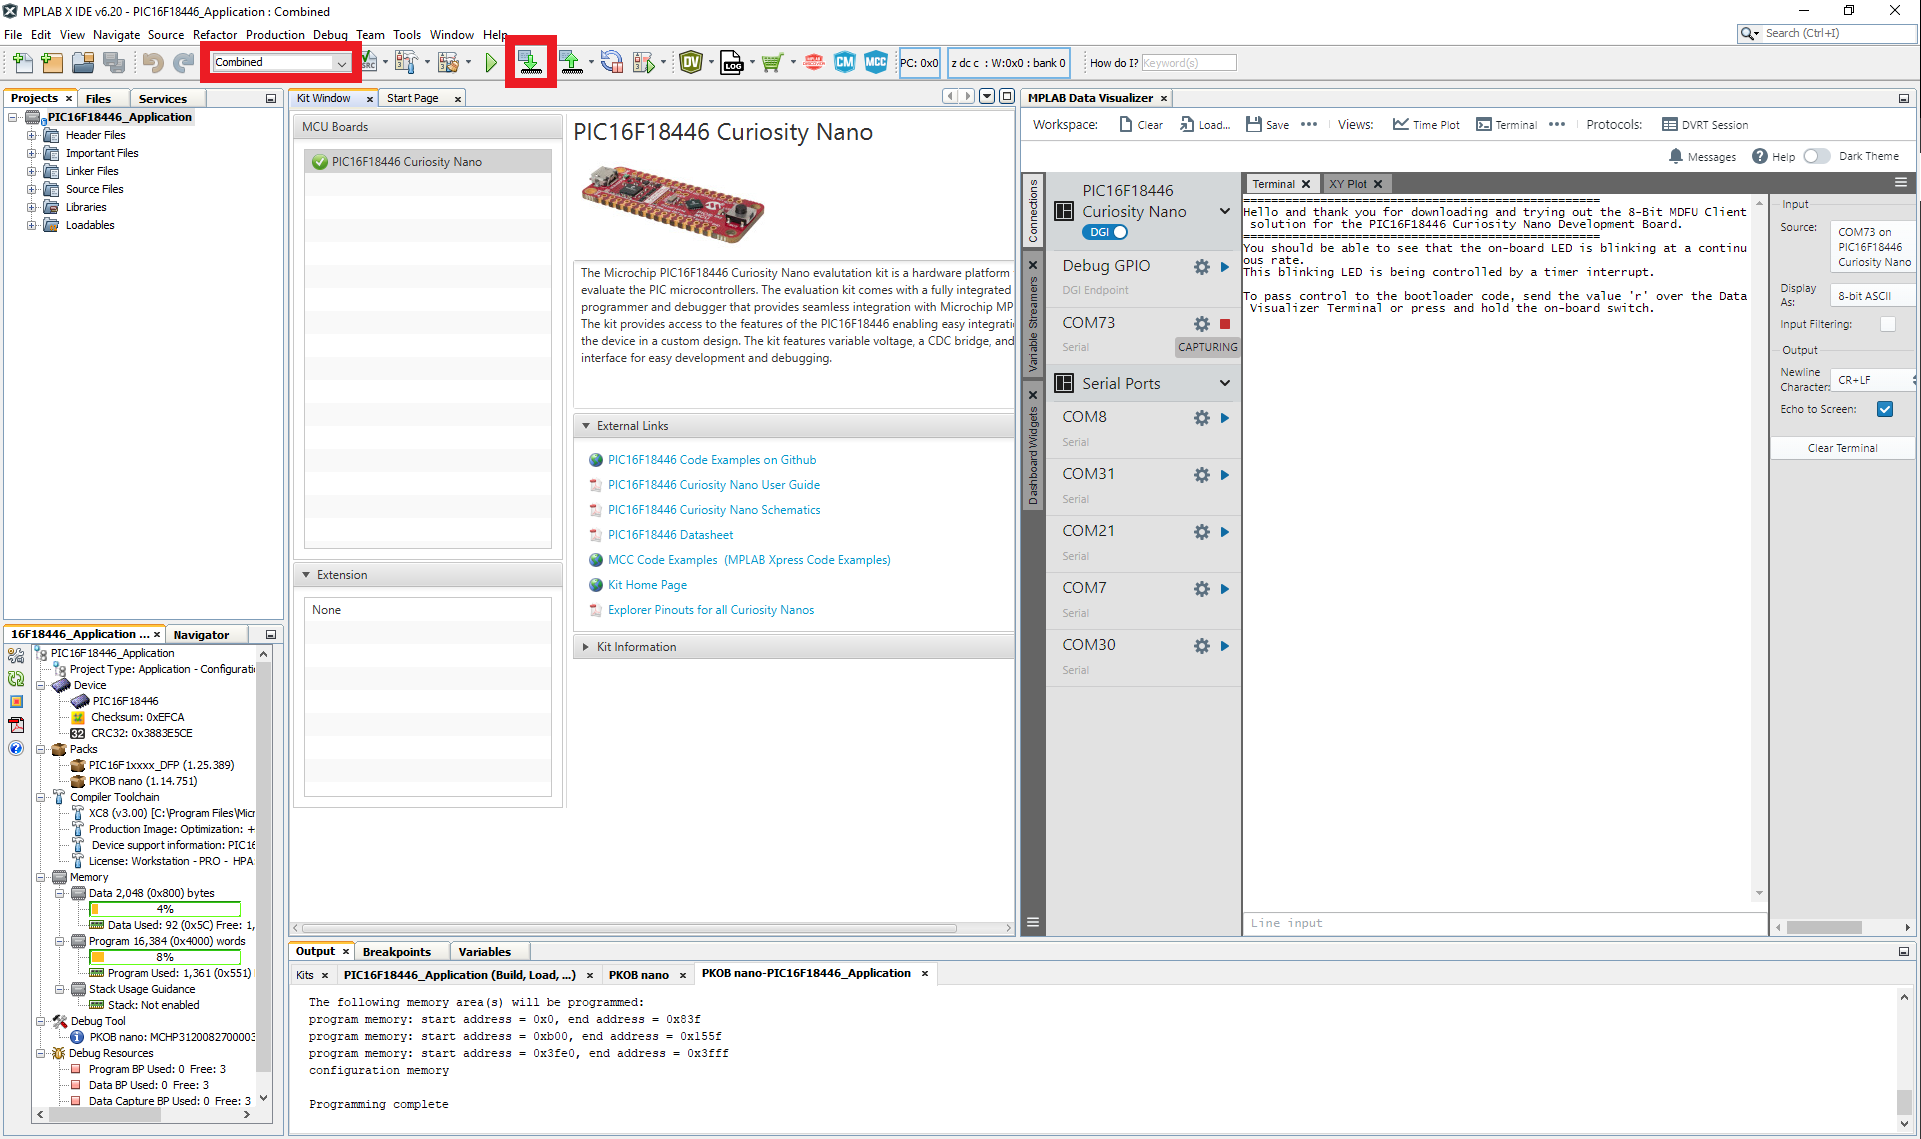 MPLAB X IDE v6.20 - PIC16F18446_Application : Combined
File Edit View Navigate Source Refactor Production Debug Team Tools Window Help
Search (Ctrl+I)
Combined
PC: 0x0
z dc c : W:0x0 : bank 0
How do I? Keyword(s)
Projects Files Services
PIC16F18446_Application
Header Files
Important Files
Linker Files
Source Files
Libraries
Loadables
16F18446_Application ... Navigator
PIC16F18446_Application
Project Type: Application - Configuratio
Device
PIC16F18446
Checksum: 0xEFCA
CRC32: 0x3883E5CE
Packs
PIC16F1xxxx_DFP (1.25.389)
PKOB nano (1.14.751)
Compiler Toolchain
XC8 (v3.00) [C:\Program Files\Micr
Production Image: Optimization: +
Device support information: PIC16
License: Workstation - PRO - HPA:
Memory
Data 2,048 (0x800) bytes
4%
Data Used: 92 (0x5C) Free: 1,
Program 16,384 (0x4000) words
8%
Program Used: 1,361 (0x551)
Stack Usage Guidance
Stack: Not enabled
Debug Tool
PKOB nano: MCHP3120082700003
Debug Resources
Program BP Used: 0 Free: 3
Data BP Used: 0 Free: 3
Data Capture BP Used: 0 Free: 3
Kit Window Start Page
MCU Boards
PIC16F18446 Curiosity Nano
Extension
None
PIC16F18446 Curiosity Nano
The Microchip PIC16F18446 Curiosity Nano evalutation kit is a hardware platform
evaluate the PIC microcontrollers. The evaluation kit comes with a fully integrated
programmer and debugger that provides seamless integration with Microchip MP
The kit provides access to the features of the PIC16F18446 enabling easy integratio
the device in a custom design. The kit features variable voltage, a CDC bridge, and
interface for easy development and debugging.
External Links
PIC16F18446 Code Examples on Github
PIC16F18446 Curiosity Nano User Guide
PIC16F18446 Curiosity Nano Schematics
PIC16F18446 Datasheet
MCC Code Examples (MPLAB Xpress Code Examples)
Kit Home Page
Explorer Pinouts for all Curiosity Nanos
Kit Information
MPLAB Data Visualizer
Workspace: Clear Load... Save Views: Time Plot Terminal Protocols: DVRT Session
Messages Help Dark Theme
Connections
Variable Streamers
Dashboard Widgets
PIC16F18446
Curiosity Nano
DGI
Debug GPIO
DGI Endpoint
COM73
Serial
CAPTURING
Serial Ports
COM8
Serial
COM31
Serial
COM21
Serial
COM7
Serial
COM30
Serial
Terminal XY Plot
===================================================
Hello and thank you for downloading and trying out the 8-Bit MDFU Client
solution for the PIC16F18446 Curiosity Nano Development Board.
===================================================
You should be able to see that the on-board LED is blinking at a continu
ous rate.
This blinking LED is being controlled by a timer interrupt.
To pass control to the bootloader code, send the value 'r' over the Data
Visualizer Terminal or press and hold the on-board switch.
Line input
Input
Source:
COM73 on
PIC16F18446
Curiosity Nano
Display
As:
8-bit ASCII
Input Filtering:
Output
Newline
Character:
CR+LF
Echo to Screen:
Clear Terminal
Output Breakpoints Variables
Kits PIC16F18446_Application (Build, Load, ...) PKOB nano PKOB nano-PIC16F18446_Application
The following memory area(s) will be programmed:
program memory: start address = 0x0, end address = 0x83f
program memory: start address = 0xb00, end address = 0x155f
program memory: start address = 0x3fe0, end address = 0x3fff
configuration memory
Programming complete